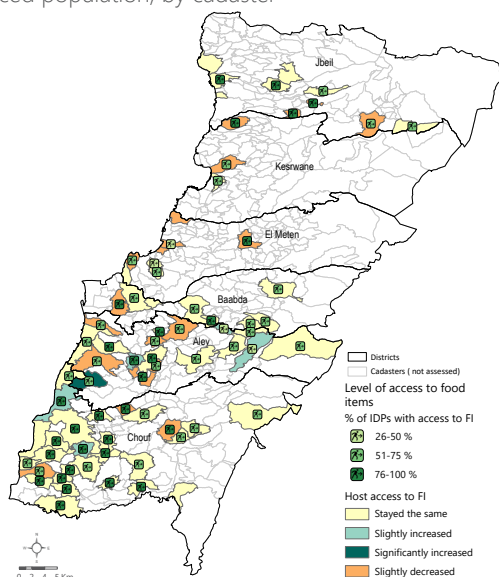 ced population, by cadaster
Jbeil
Kesrwane
El Meten
Baabda
Aley
Chouf
Districts
Cadasters ( not assessed)
Level of access to food
items
% of IDPs with access to FI
26-50 %
51-75 %
76-100 %
Host access to FI
Stayed the same
Slightly increased
Significantly increased
Slightly decreased